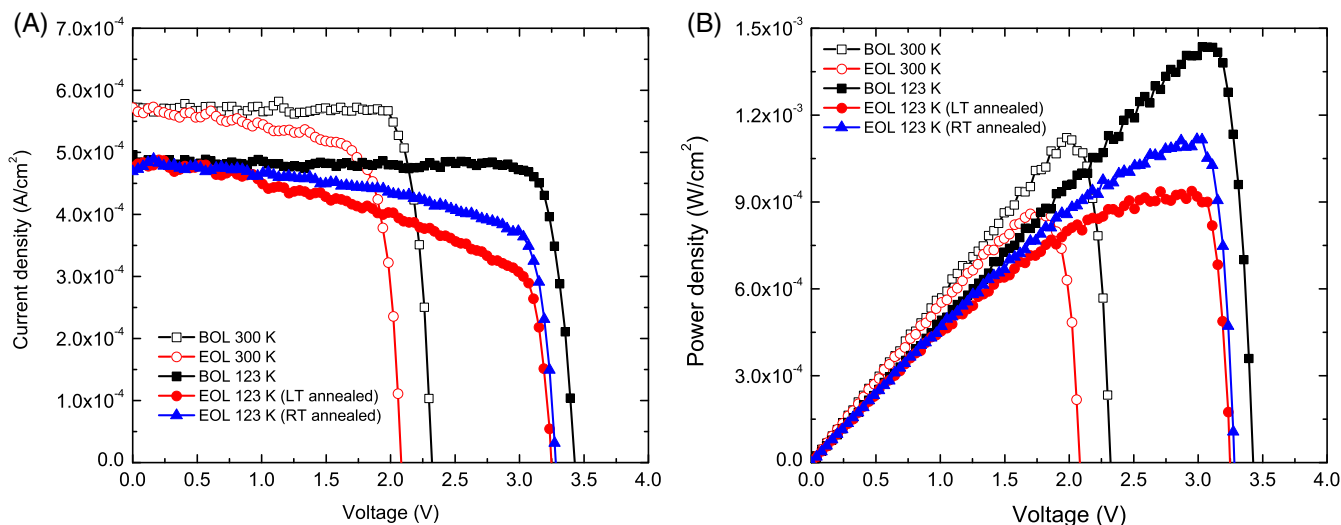 (A)
7.0x10⁻⁴
6.0x10⁻⁴
5.0x10⁻⁴
4.0x10⁻⁴
3.0x10⁻⁴
2.0x10⁻⁴
1.0x10⁻⁴
0.0
Current density (A/cm²)
BOL 300 K
EOL 300 K
BOL 123 K
EOL 123 K (LT annealed)
EOL 123 K (RT annealed)
0.0 0.5 1.0 1.5 2.0 2.5 3.0 3.5 4.0
Voltage (V)
(B)
1.5x10⁻³
1.2x10⁻³
9.0x10⁻⁴
6.0x10⁻⁴
3.0x10⁻⁴
0.0
Power density (W/cm²)
BOL 300 K
EOL 300 K
BOL 123 K
EOL 123 K (LT annealed)
EOL 123 K (RT annealed)
0.0 0.5 1.0 1.5 2.0 2.5 3.0 3.5 4.0
Voltage (V)